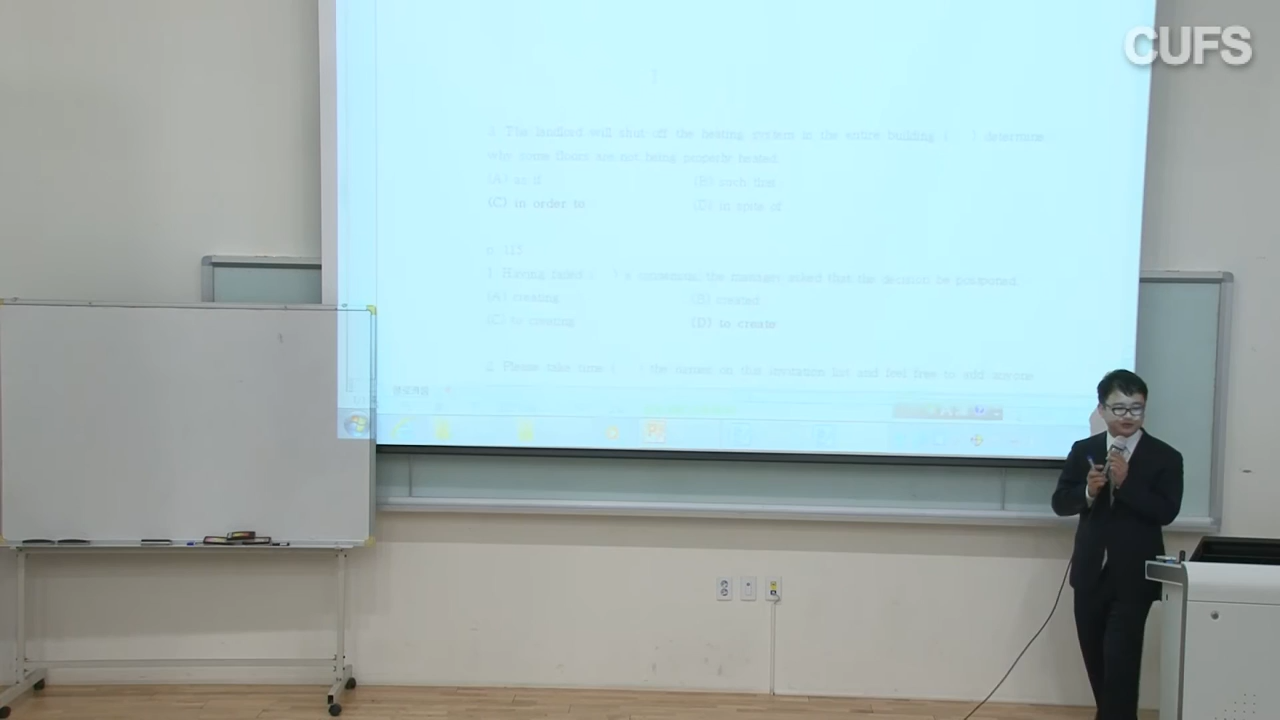 CUFS
1. The landlord will shut off the heating system in the entire building ( ) determine
why some floors are not being properly heated.
(A) as if (B) such that
(C) in order to (D) in spite of
p. 115
1. Having failed ( ) a consensus, the manager asked that the decision be postponed.
(A) creating (B) created
(C) to creating (D) to create
2. Please take time ( ) the names on this invitation list and feel free to add anyone